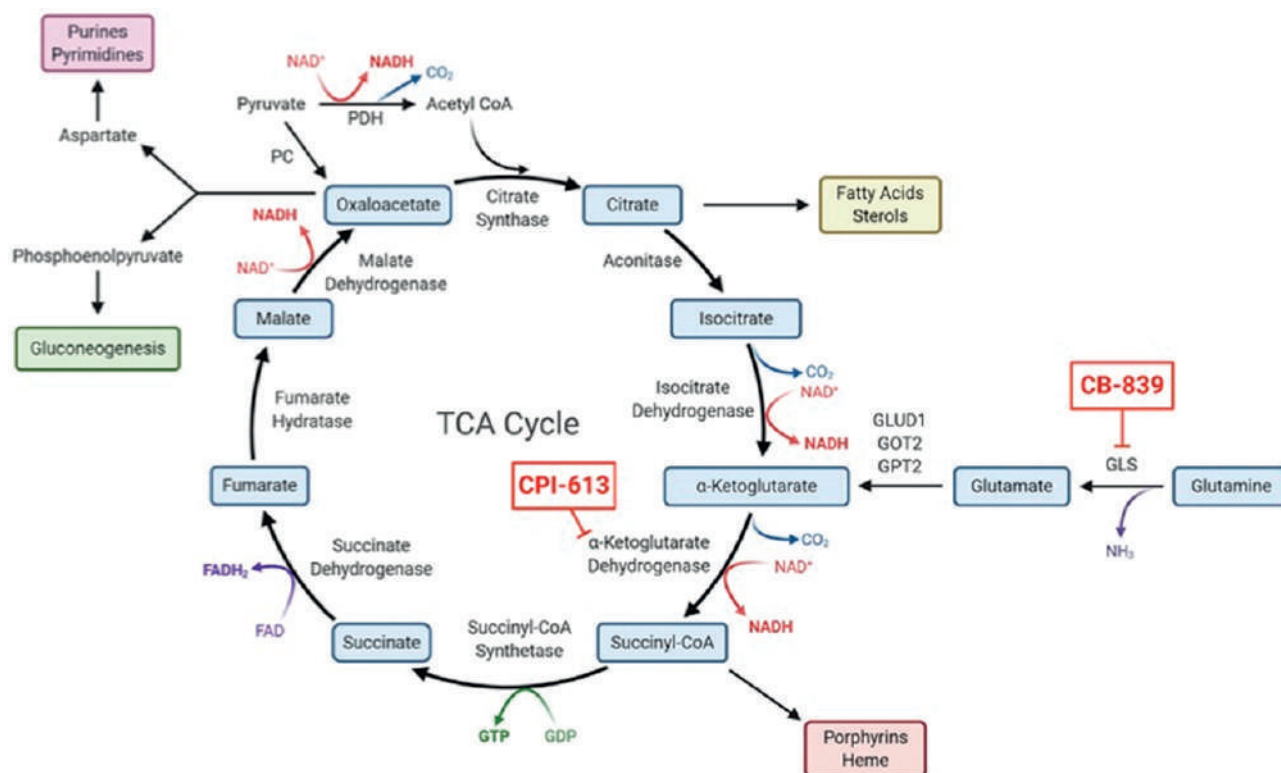 Purines
Pyrimidines
NAD⁺
NADH
CO₂
Pyruvate
PDH
Acetyl CoA
Aspartate
PC
Oxaloacetate
Citrate
Synthase
Citrate
Fatty Acids
Sterols
NADH
NAD⁺
Malate
Dehydrogenase
Aconitase
Phosphoenolpyruvate
Malate
Isocitrate
Gluconeogenesis
Fumarate
Hydratase
TCA Cycle
Isocitrate
Dehydrogenase
CO₂
NAD⁺
NADH
CB-839
GLUD1
GOT2
GPT2
GLS
Fumarate
CPI-613
α-Ketoglutarate
Glutamate
Glutamine
NH₃
Succinate
Dehydrogenase
α-Ketoglutarate
Dehydrogenase
CO₂
NAD⁺
NADH
FADH₂
FAD
Succinate
Succinyl-CoA
Synthetase
Succinyl-CoA
GTP
GDP
Porphyrins
Heme